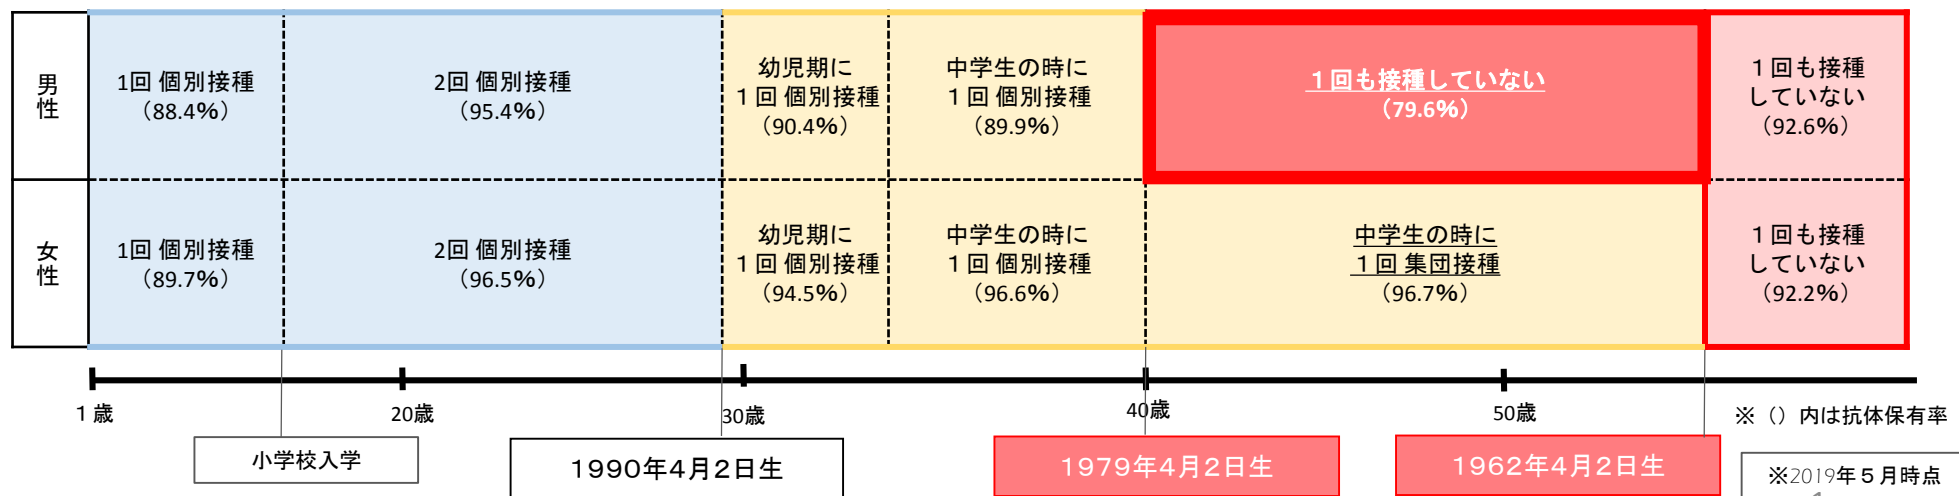 男性
1回 個別接種
（88.4%）
2回 個別接種
（95.4%）
幼児期に
１回 個別接種
（90.4%）
中学生の時に
１回 個別接種
（89.9%）
１回も接種していない
（79.6%）
１回も接種
していない
（92.6%）
女性
1回 個別接種
（89.7%）
2回 個別接種
（96.5%）
幼児期に
１回 個別接種
（94.5%）
中学生の時に
１回 個別接種
（96.6%）
中学生の時に
１回 集団接種
（96.7%）
１回も接種
していない
（92.2%）
１歳
20歳
30歳
40歳
50歳
※（）内は抗体保有率
小学校入学
1990年４月２日生
1979年４月２日生
1962年４月２日生
※2019年５月時点